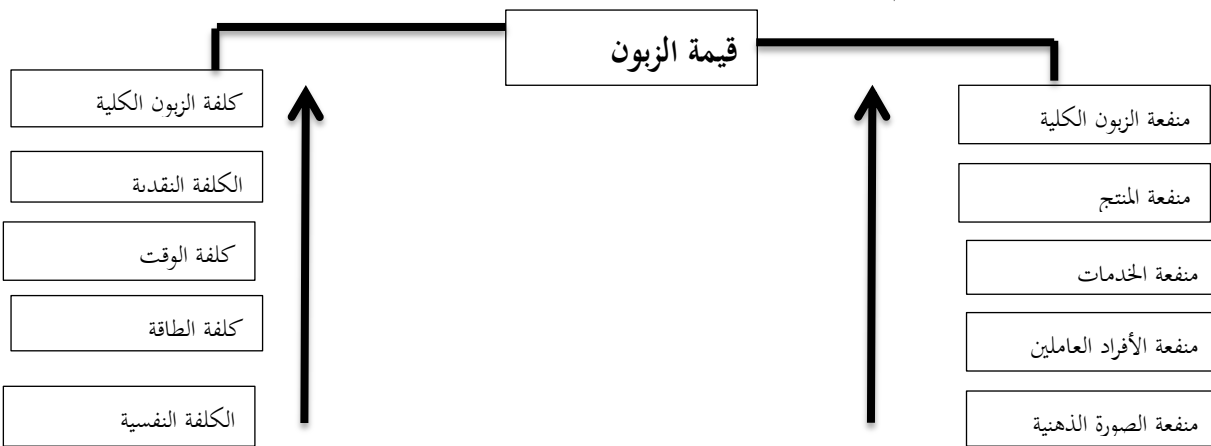 قيمة الزبون
منفعة الزبون الكلية
منفعة المنتج
منفعة الخدمات
منفعة الأفراد العاملين
منفعة الصورة الذهنية
كلفة الزبون الكلية
الكلفة النقدية
كلفة الوقت
كلفة الطاقة
الكلفة النفسية